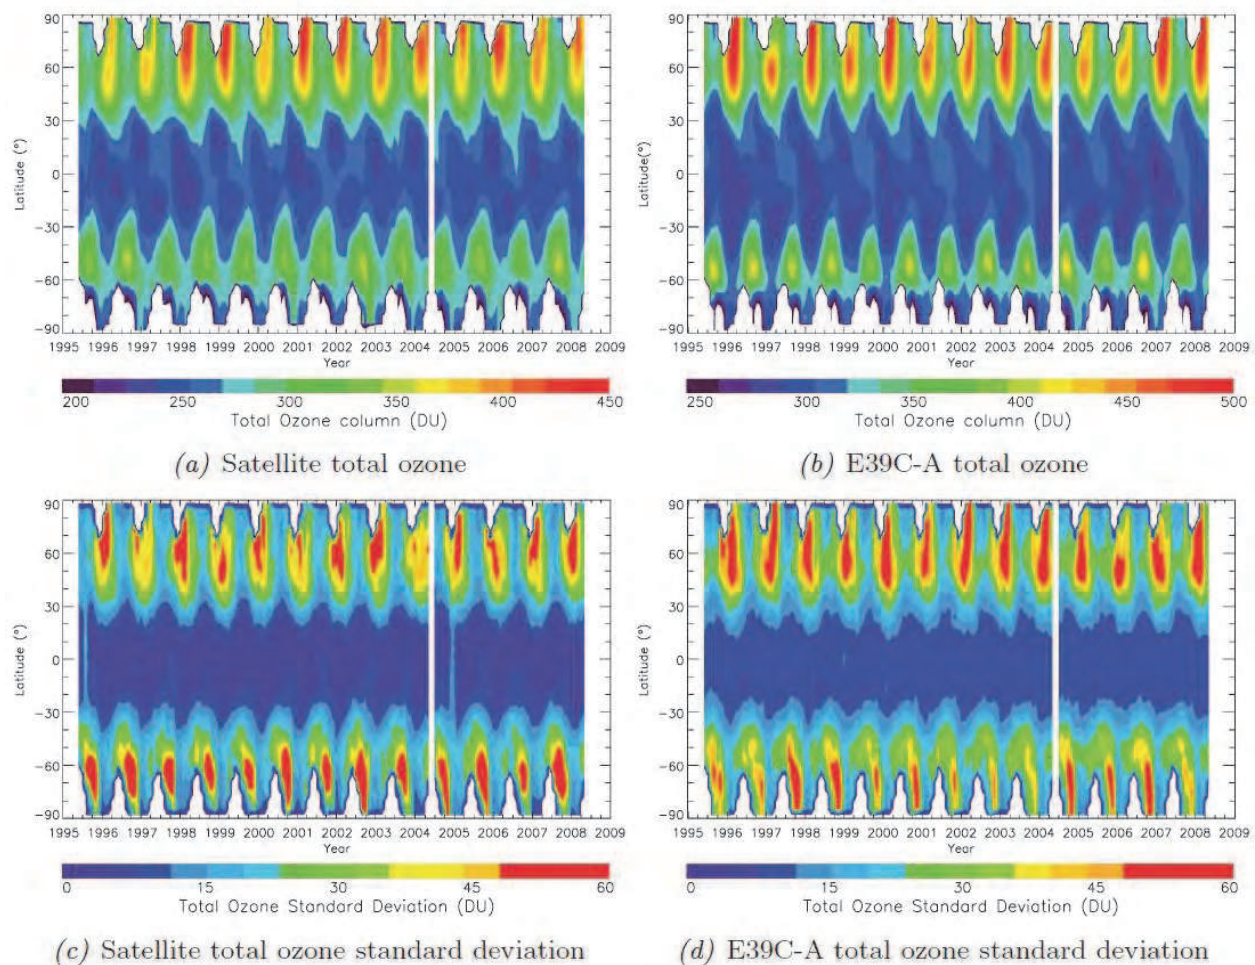 90
60
30
0
−30
−60
−90
Latitude (°)
1995 1996 1997 1998 1999 2000 2001 2002 2003 2004 2005 2006 2007 2008 2009
Year
200 250 300 350 400 450
Total Ozone column (DU)
(a) Satellite total ozone
90
60
30
0
−30
−60
−90
Latitude(°)
1995 1996 1997 1998 1999 2000 2001 2002 2003 2004 2005 2006 2007 2008 2009
Year
250 300 350 400 450 500
Total Ozone column (DU)
(b) E39C-A total ozone
90
60
30
0
−30
−60
−90
Latitude (°)
1995 1996 1997 1998 1999 2000 2001 2002 2003 2004 2005 2006 2007 2008 2009
Year
0 15 30 45 60
Total Ozone Standard Deviation (DU)
(c) Satellite total ozone standard deviation
90
60
30
0
−30
−60
−90
Latitude (°)
1995 1996 1997 1998 1999 2000 2001 2002 2003 2004 2005 2006 2007 2008 2009
Year
0 15 30 45 60
Total Ozone Standard Deviation (DU)
(d) E39C-A total ozone standard deviation